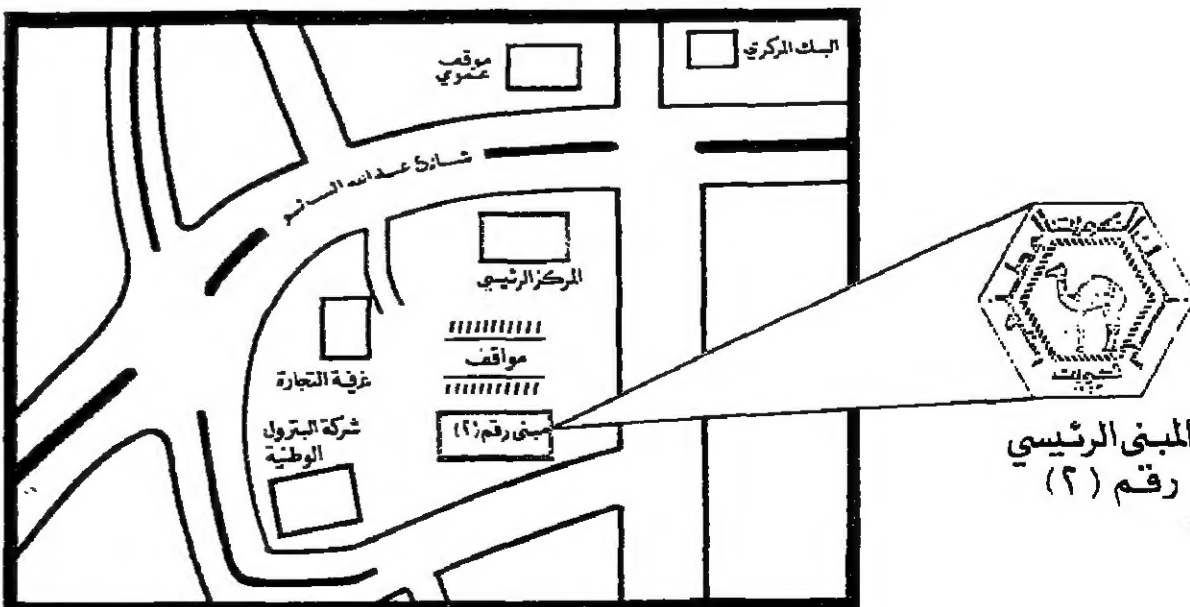 البنك المركزي
موقف
عمومي
شارع عبدالله السالم
المركز الرئيسي
مواقف
غرفة التجارة
مبنى رقم (٢)
شركة البترول
الوطنية
المبنى الرئيسي
رقم (٢)
الكويت